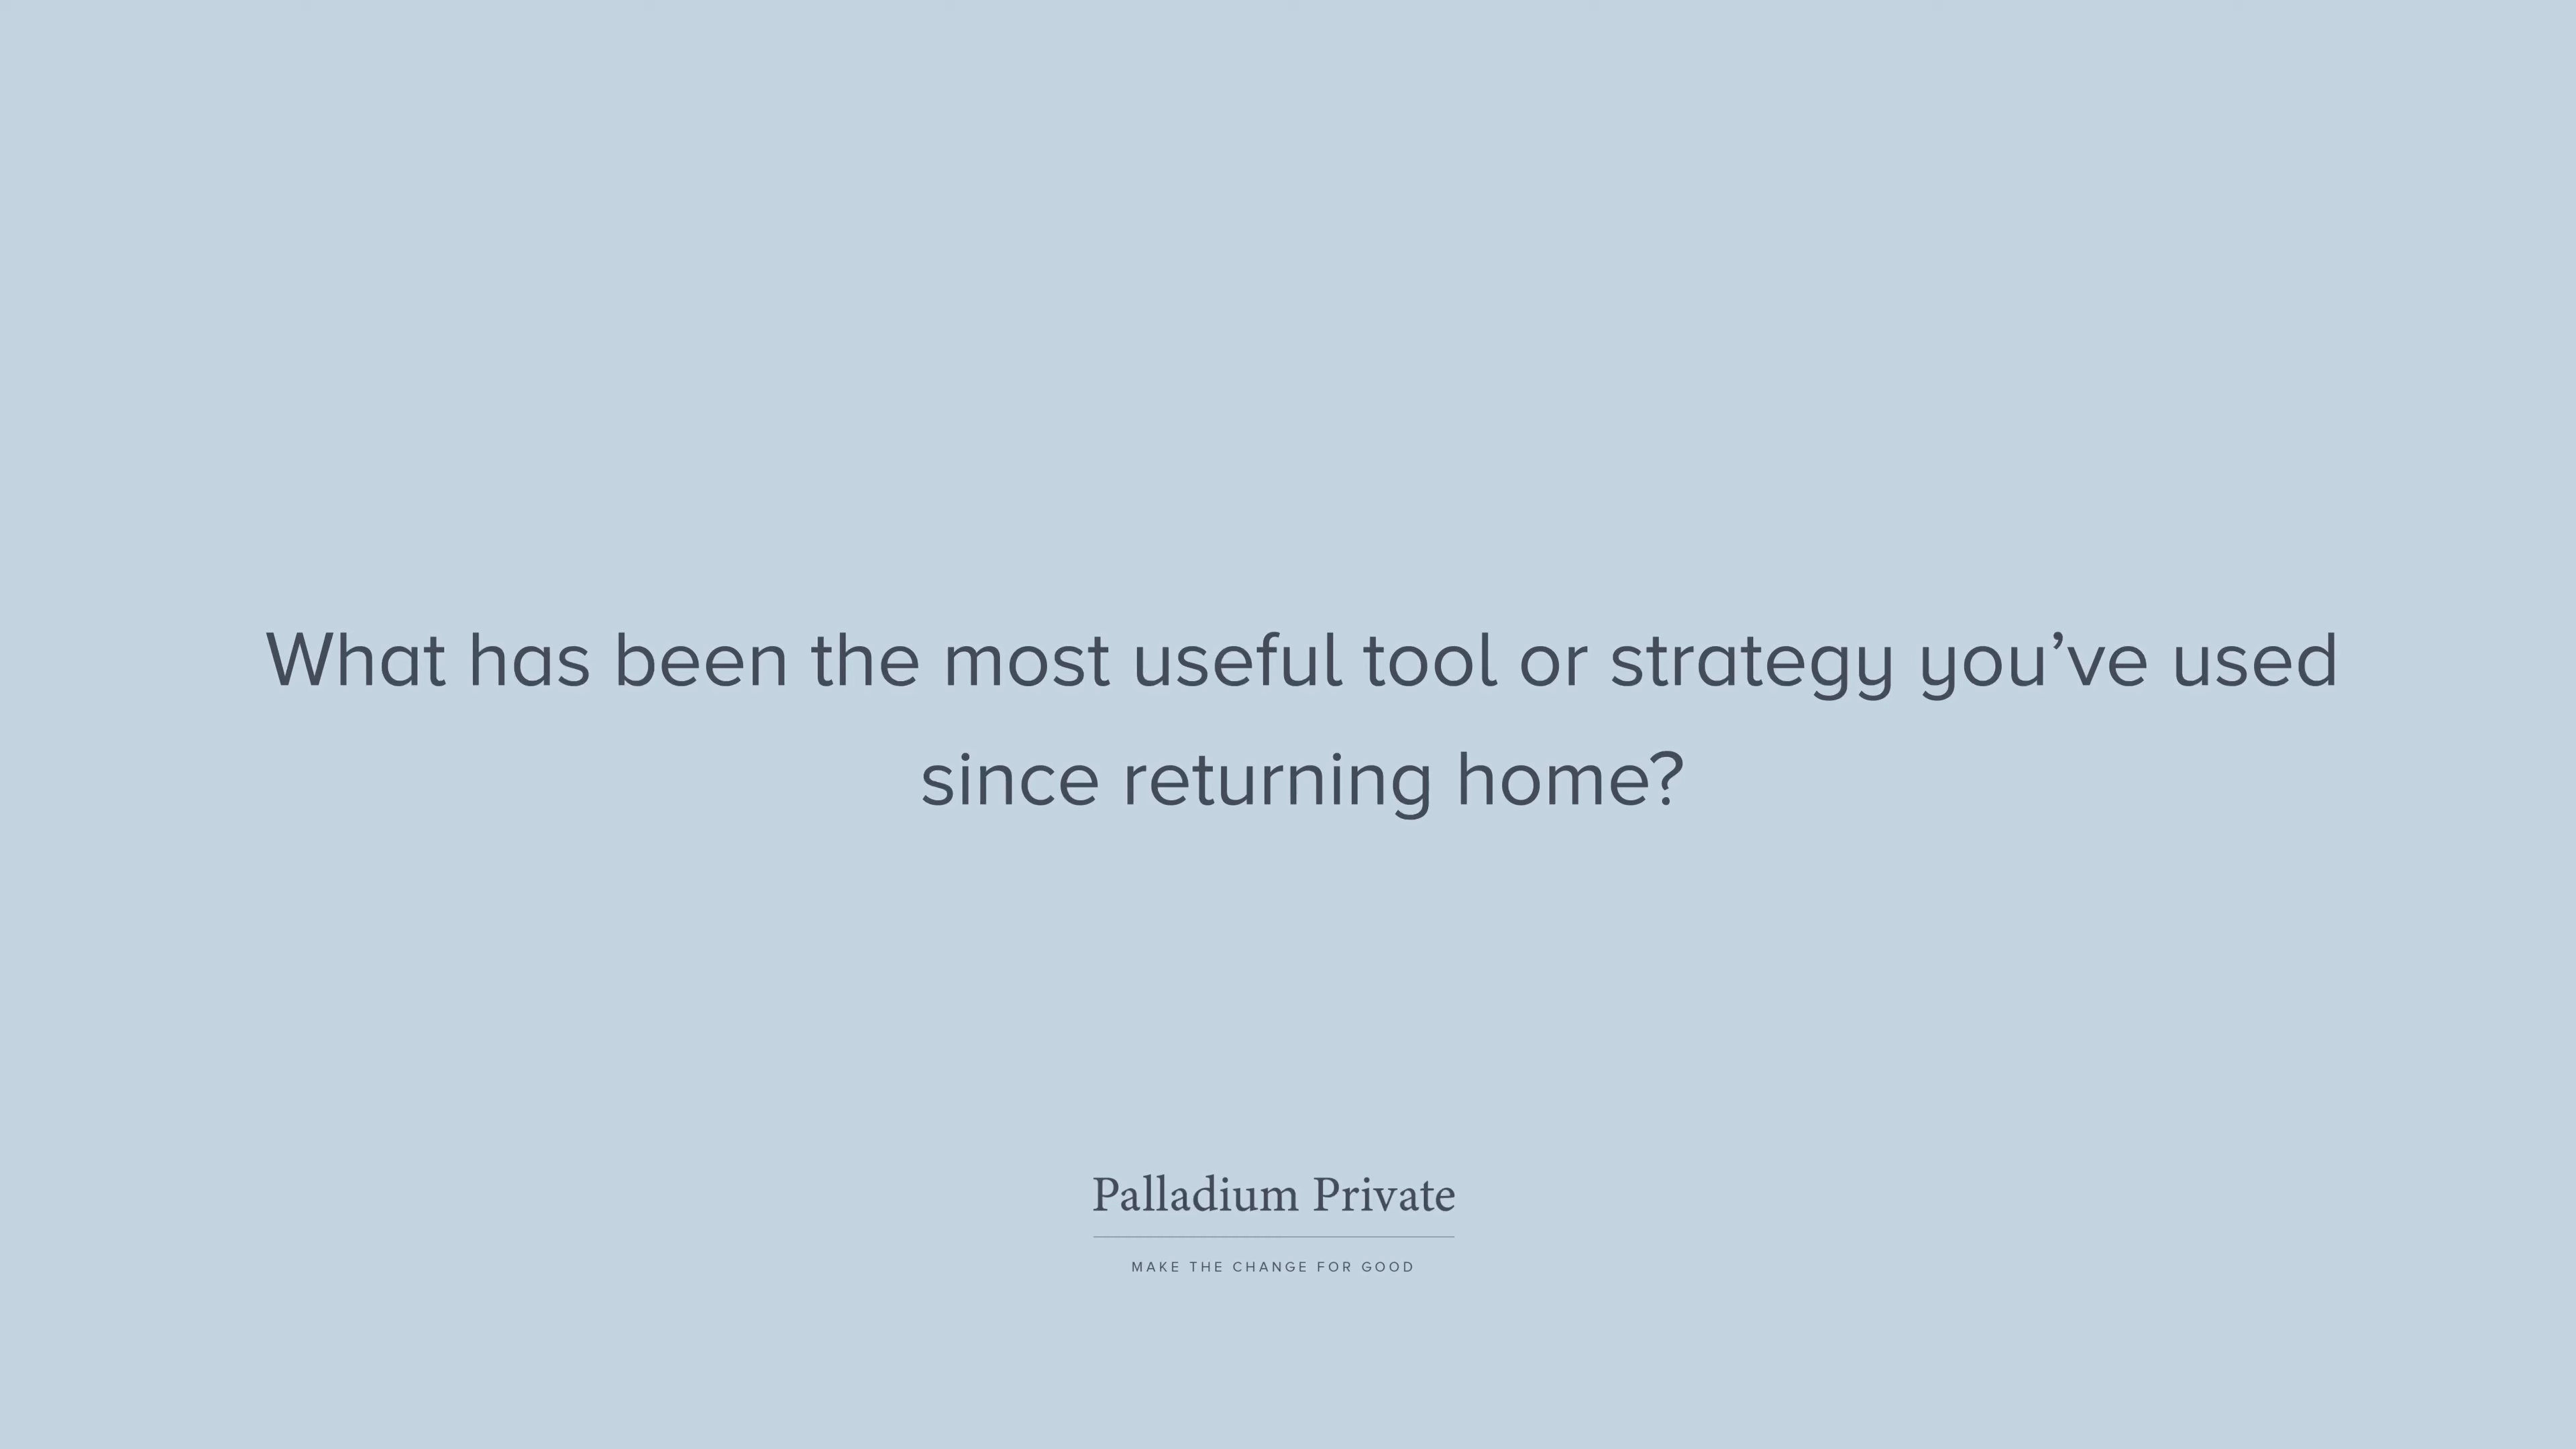 What has been the most useful tool or strategy you’ve used
since returning home?
Palladium Private
MAKE THE CHANGE FOR GOOD